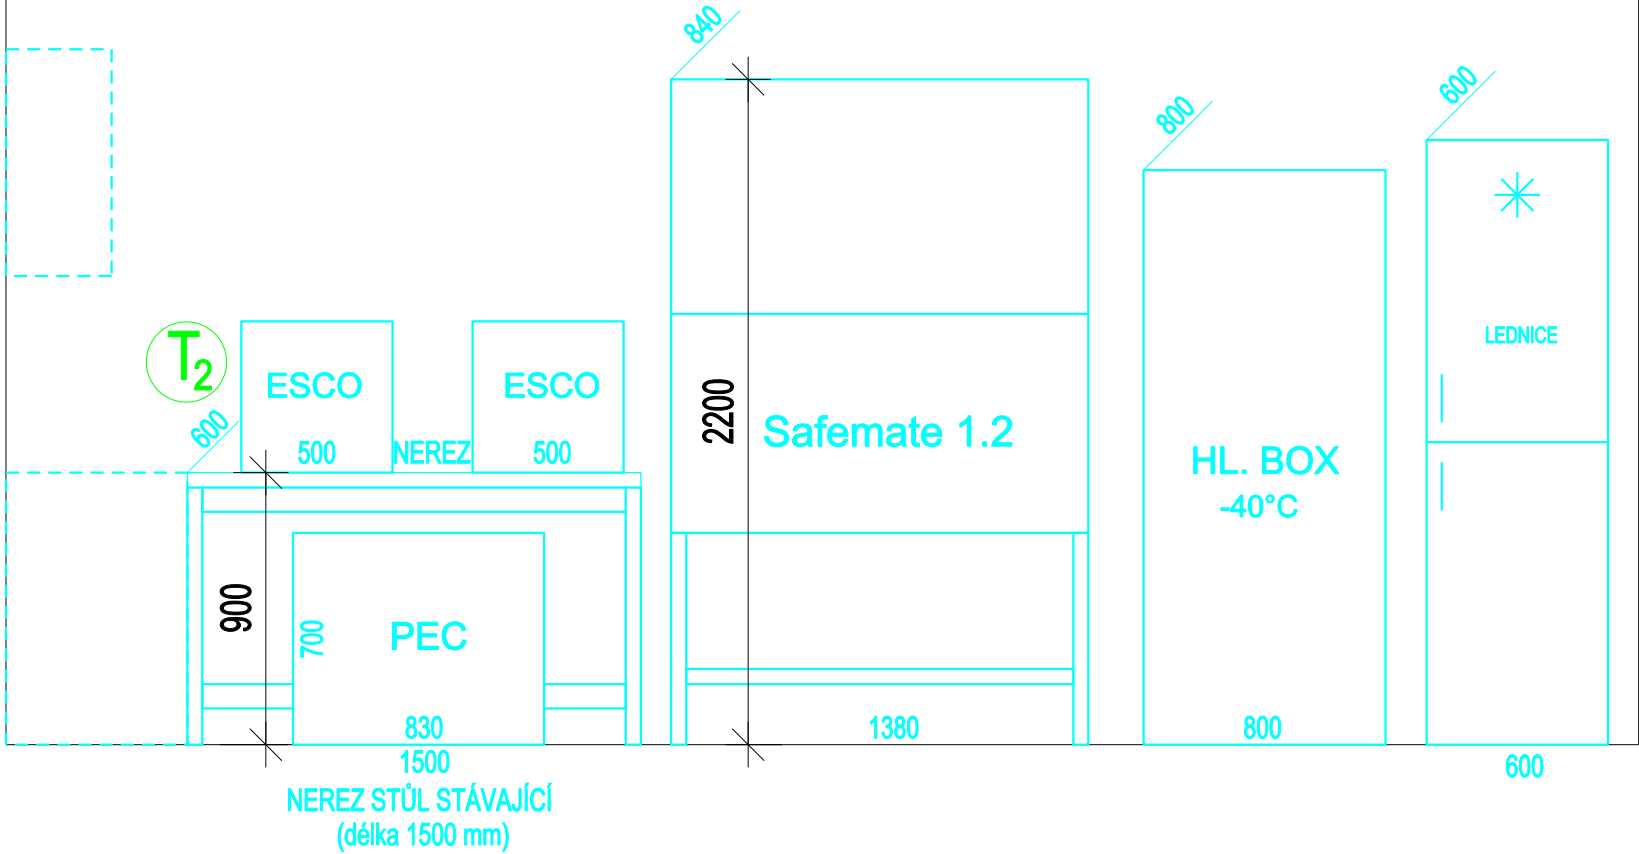 840
800
600
T2
ESCO
ESCO
600
500
NEREZ
500
2200
Safemate 1.2
LEDNICE
HL. BOX
-40°C
900
700
PEC
830
1380
800
1500
600
NEREZ STŮL STÁVAJÍCÍ
(délka 1500 mm)